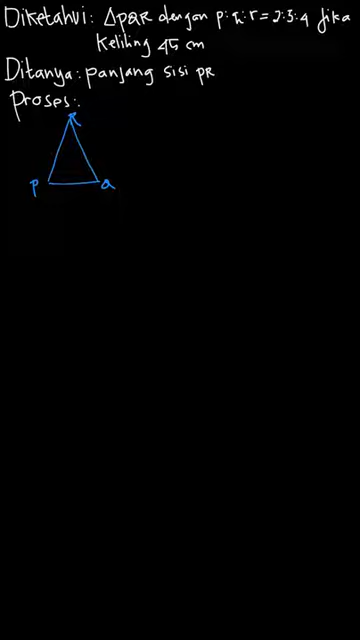 Diketahui: ΔPQR dengan p:q:r = 2:3:4 jika
keliling 45 cm
Ditanya: panjang sisi PR
Proses:
R
P Q